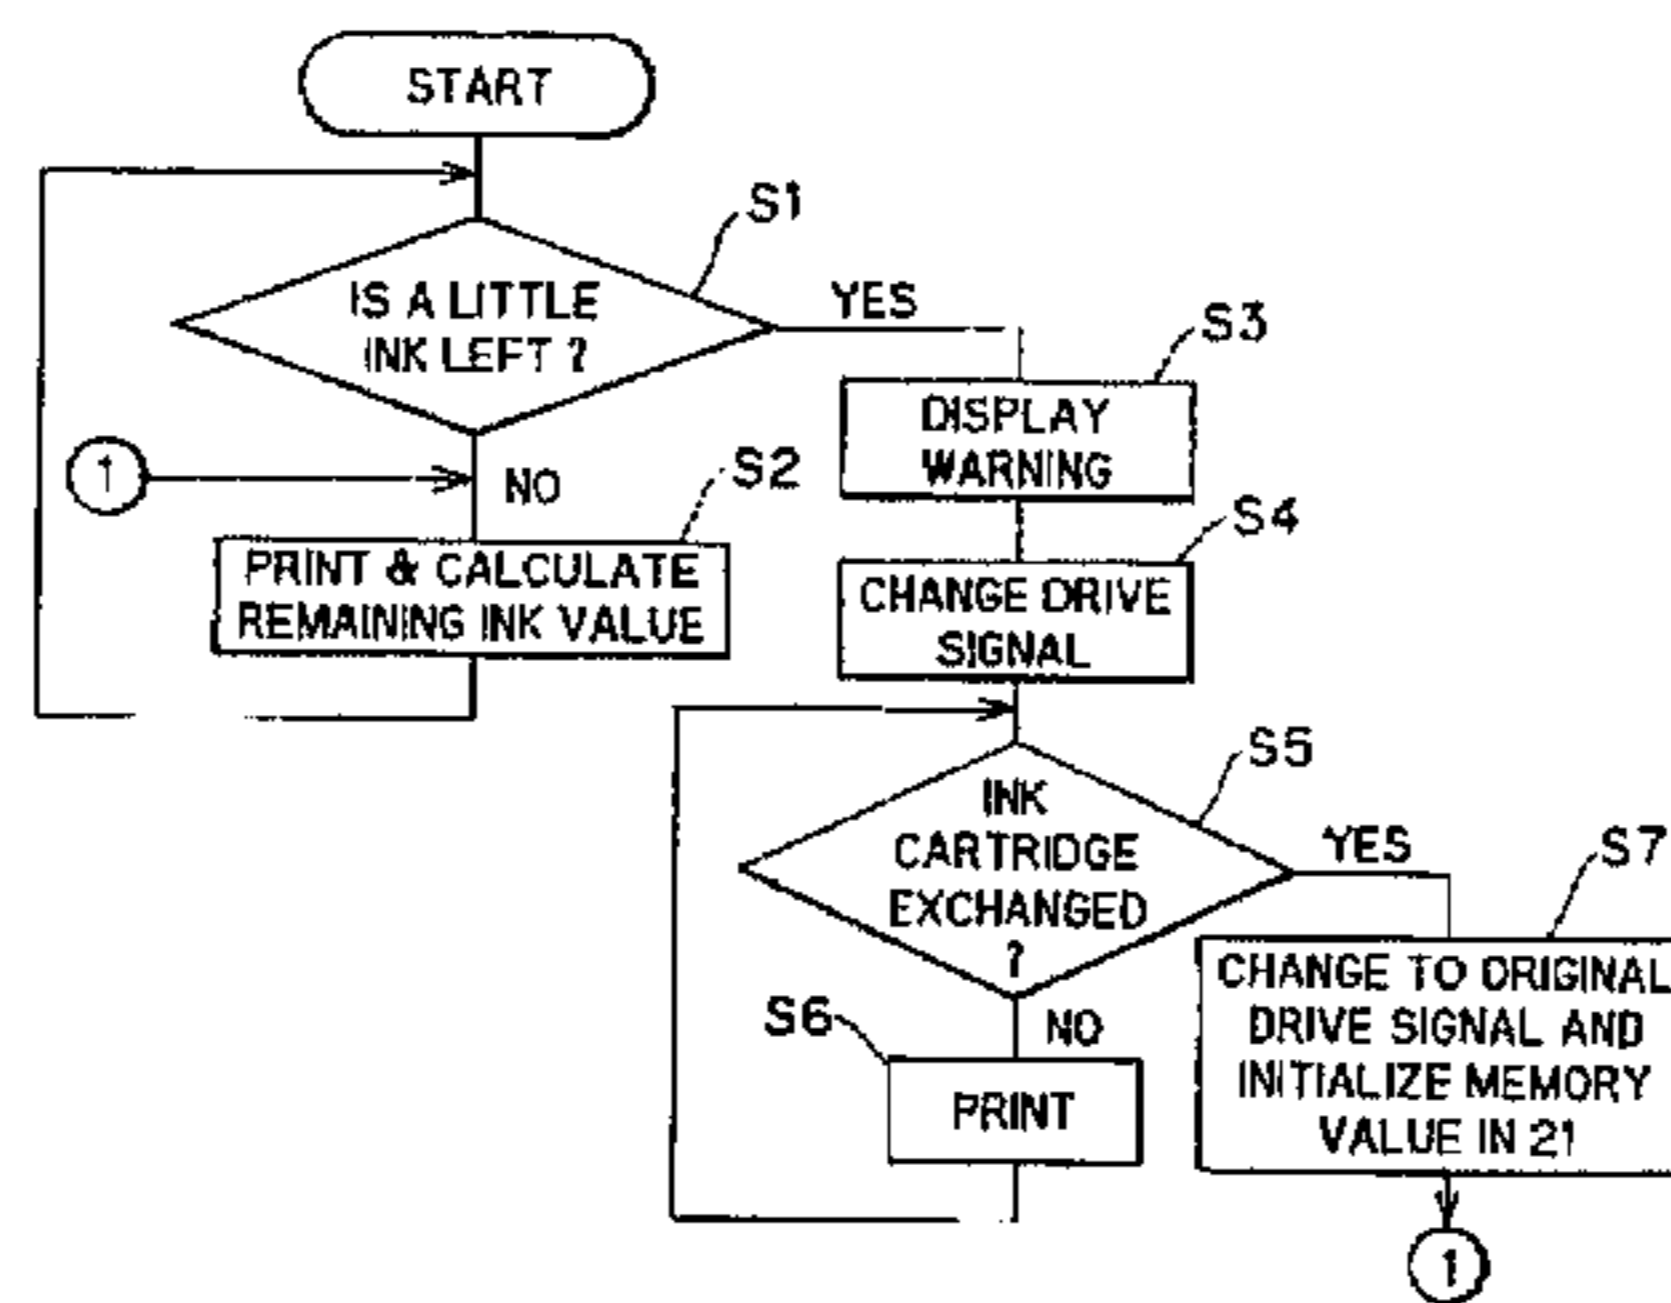 START
S1
IS A LITTLE
INK LEFT ?
YES
S3
DISPLAY
WARNING
1
NO
S2
PRINT & CALCULATE
REMAINING INK VALUE
S4
CHANGE DRIVE
SIGNAL
S5
INK
CARTRIDGE
EXCHANGED
?
YES
S7
CHANGE TO ORIGINAL
DRIVE SIGNAL AND
INITIALIZE MEMORY
VALUE IN 21
S6
NO
PRINT
1